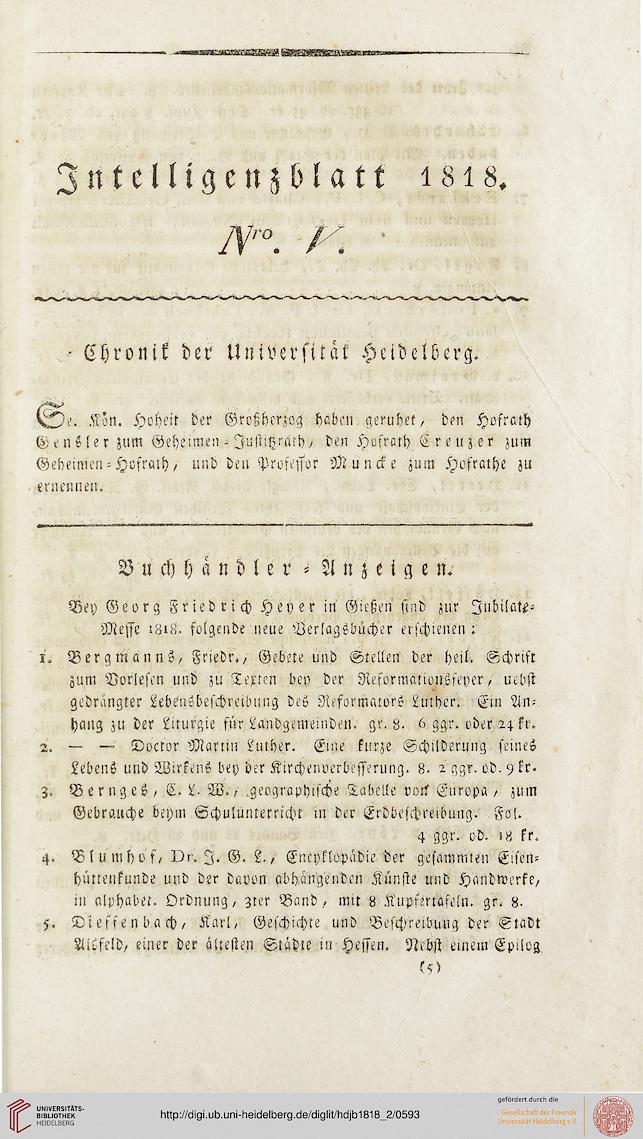 Intelligenzblatt 1818.
Nro. V.
Chronik der Universität Heidelberg.
Se. Kön. Hoheit der Großherzog haben geruhet, den Hofrath
Gensler zum Geheimen-Justitzrath, den Hofrath Creuzer zum
Geheimen-Hofrath, und den Professor Muncke zum Hofrathe zu
ernennen.
Buchhändler-Anzeigen.
Bey Georg Friedrich Heyer in Gießen sind zur Jubilate-
Messe 1818. folgende neue Verlagsbücher erschienen:
1. Bergmanns, Friedr., Gebete und Stellen der heil. Schrift
zum Vorlesen und zu Texten bey der Reformationsfeyer, nebst
gedrängter Lebensbeschreibung des Reformators Luther. Ein An-
hang zu der Liturgie für Landgemeinden. gr. 8. 6 ggr. oder 24 kr.
2. — — Doctor Martin Luther. Eine kurze Schilderung seines
Lebens und Wirkens bey der Kirchenverbesserung. 8. 2 ggr. od. 9 kr.
3. Bernges, C. L. W., geographische Tabelle von Europa, zum
Gebrauche beym Schulunterricht in der Erdbeschreibung. Fol.
4 ggr. od. 18 kr.
4. Blumhof, Dr. J. G. L., Encyklopädie der gesammten Eisen-
hüttenkunde und der davon abhängenden Künste und Handwerke,
in alphabet. Ordnung, 3ter Band, mit 8 Kupfertafeln. gr. 8.
5. Dieffenbach, Karl, Geschichte und Beschreibung der Stadt
Alsfeld, einer der ältesten Städte in Hessen. Nebst einem Epilog
(5)
UNIVERSITÄTS-
BIBLIOTHEK
HEIDELBERG
http://digi.ub.uni-heidelberg.de/diglit/hdjb1818_2/0593
gefördert durch die
Gesellschaft der Freunde
Universität Heidelberg e.V.